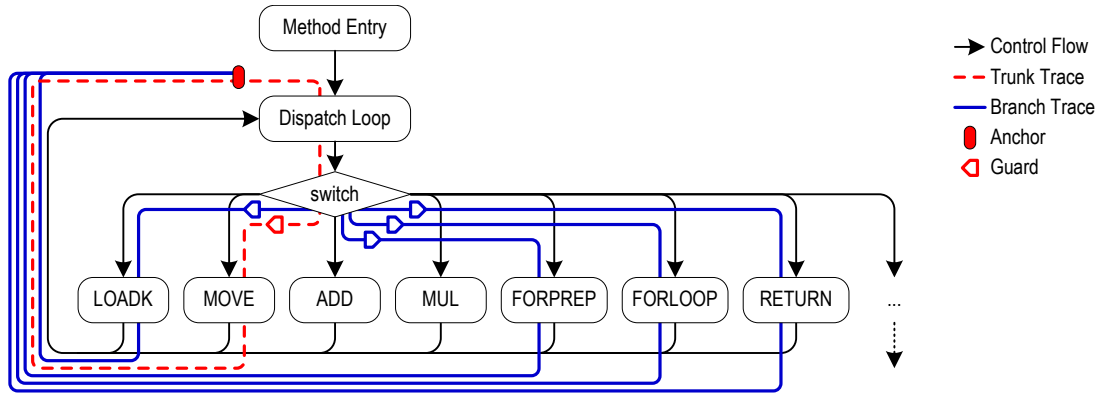 Method Entry
Control Flow
Trunk Trace
Dispatch Loop
Branch Trace
Anchor
Guard
switch
LOADK
MOVE
ADD
MUL
FORPREP
FORLOOP
RETURN
...